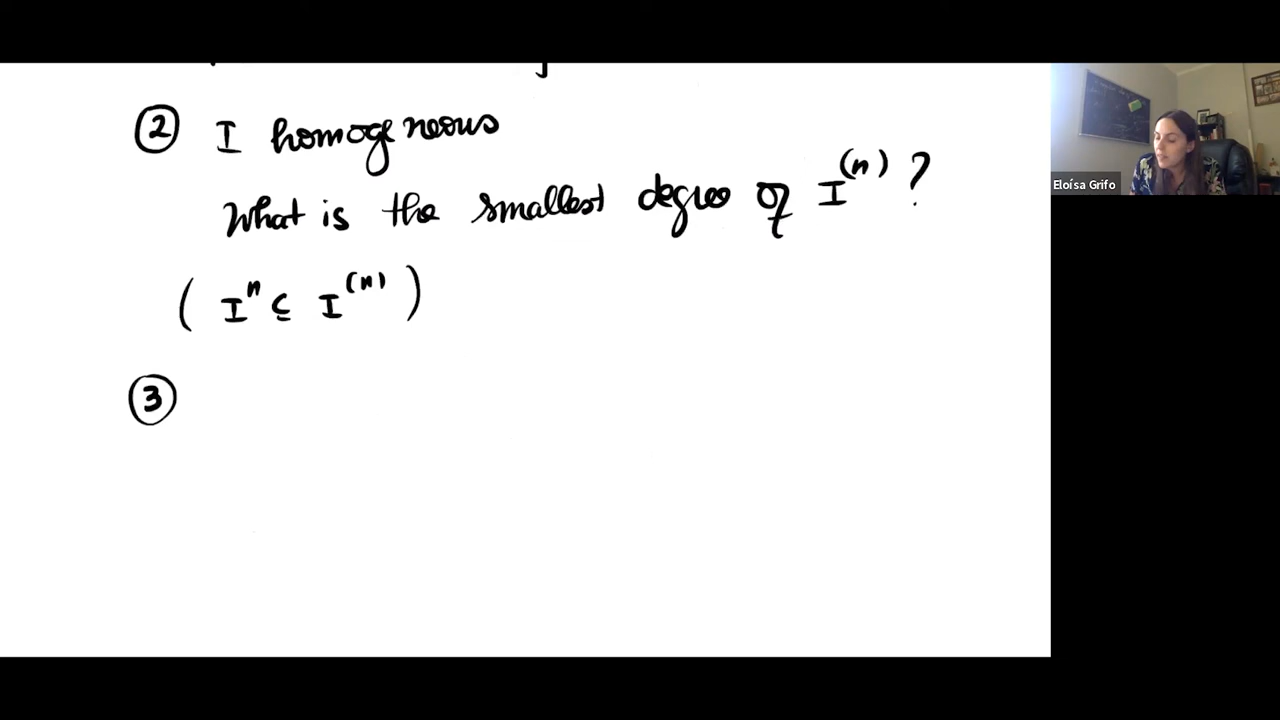 ② I homogeneous
What is the smallest degree of I^(n) ?
( I^n ⊆ I^(n) )
③
Eloísa Grifo